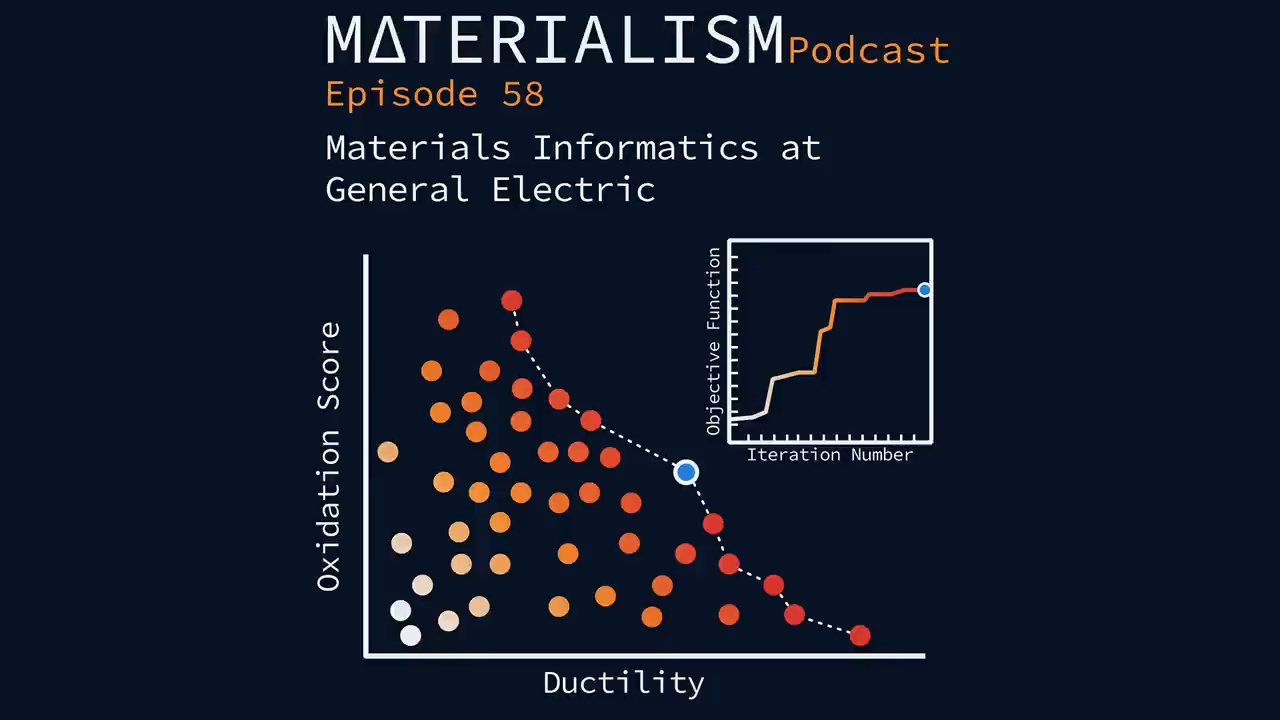 MΔTERIALISM Podcast
Episode 58
Materials Informatics at
General Electric
Objective Function
Iteration Number
Oxidation Score
Ductility